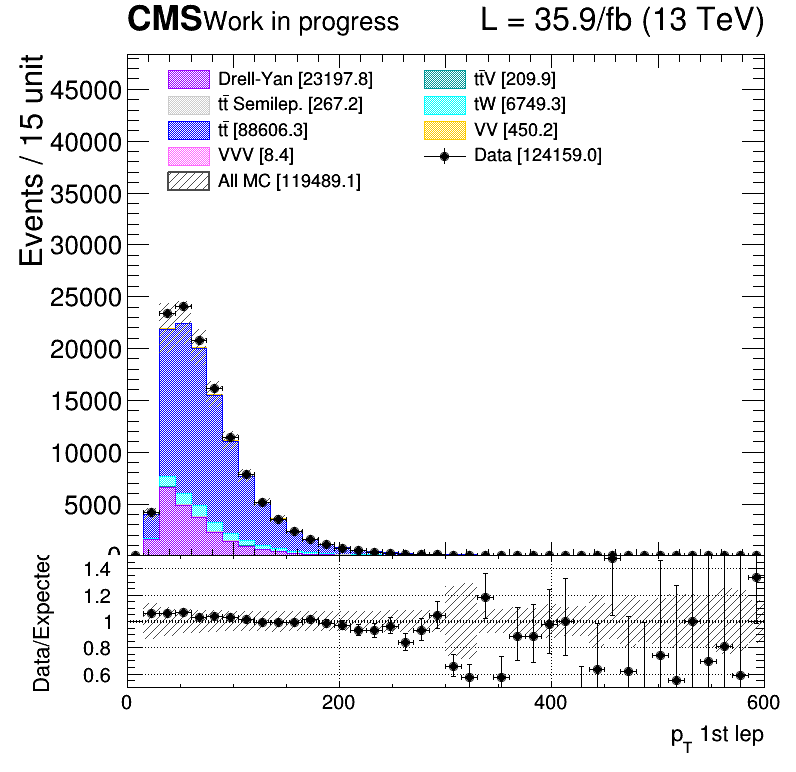 CMS Work in progress L = 35.9/fb (13 TeV)
Events / 15 unit
45000
40000
35000
30000
25000
20000
15000
10000
5000
0
Drell-Yan [23197.8]
tt̄ Semilep. [267.2]
tt̄ [88606.3]
VVV [8.4]
All MC [119489.1]
tt̄V [209.9]
tW [6749.3]
VV [450.2]
Data [124159.0]
Data/Expected
1.4
1.2
1
0.8
0.6
0 200 400 600
p_T 1st lep